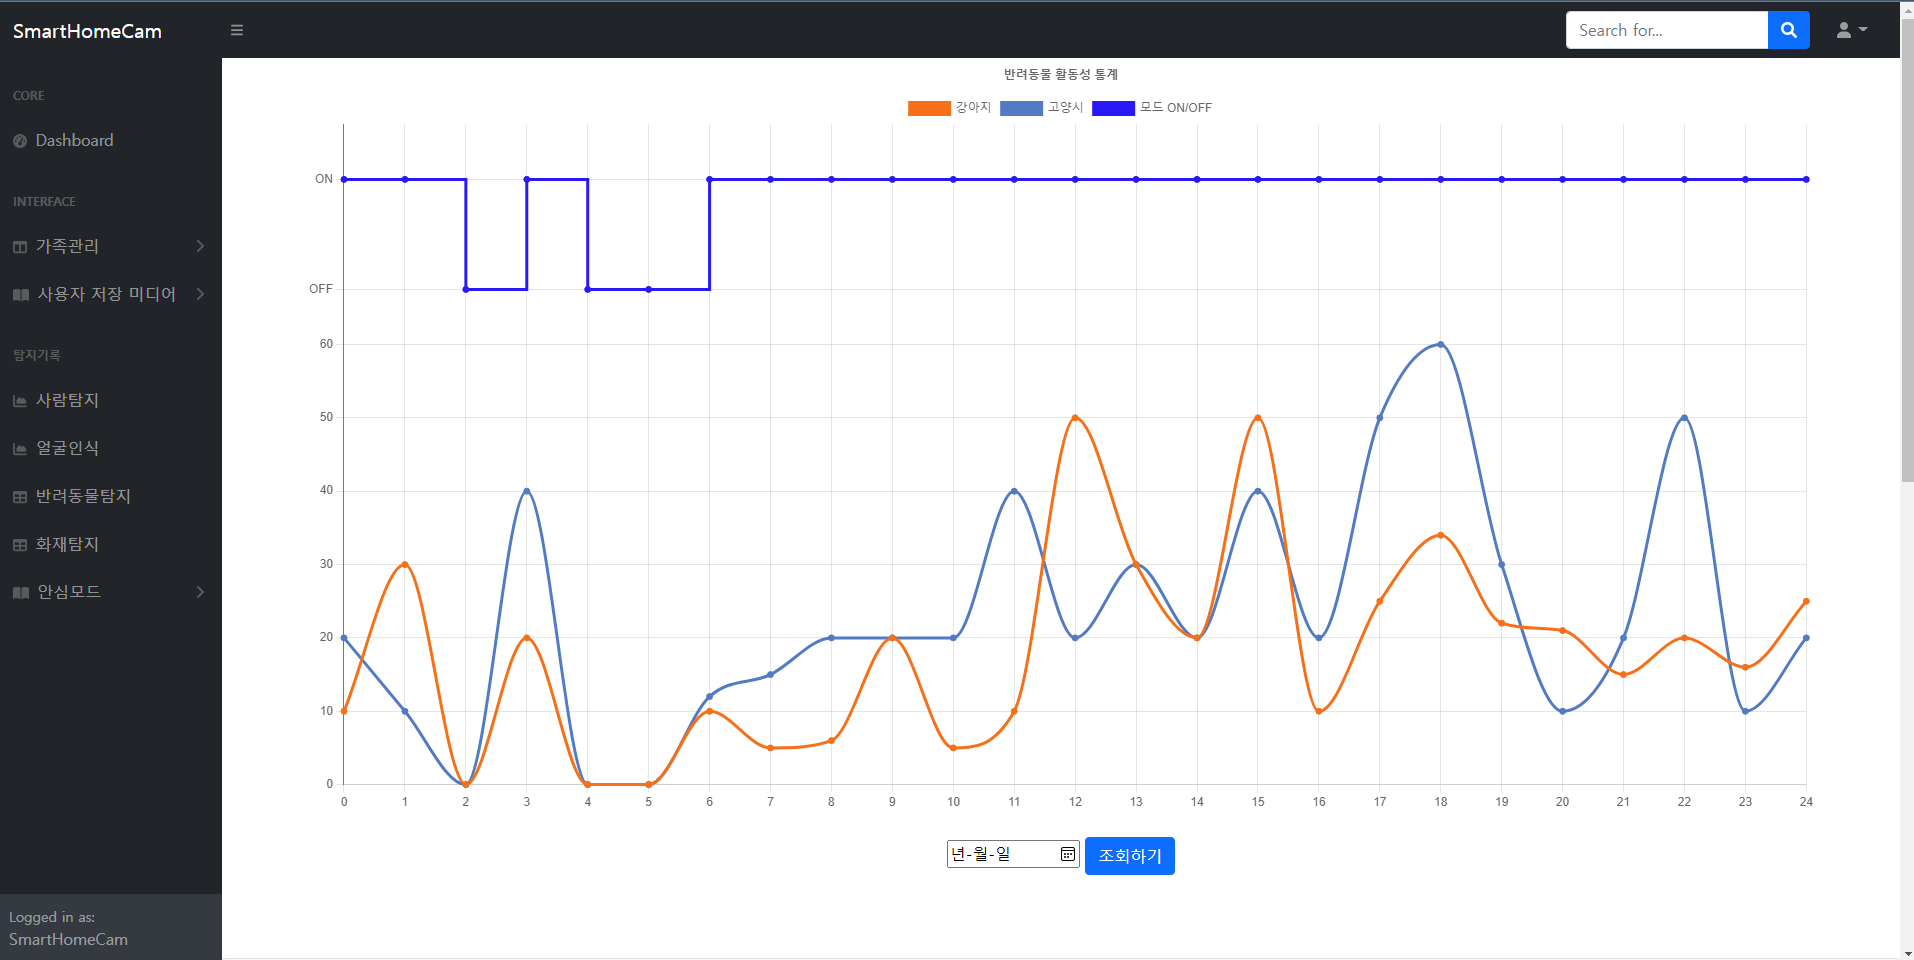 SmartHomeCam
Search for...
CORE
Dashboard
INTERFACE
가족관리
사용자 저장 미디어
탐지기록
사람탐지
얼굴인식
반려동물탐지
화재탐지
안심모드
Logged in as:
SmartHomeCam
반려동물 활동성 통계
강아지 고양시 모드 ON/OFF
ON
OFF
60
50
40
30
20
10
0
0 1 2 3 4 5 6 7 8 9 10 11 12 13 14 15 16 17 18 19 20 21 22 23 24
년-월-일 조회하기